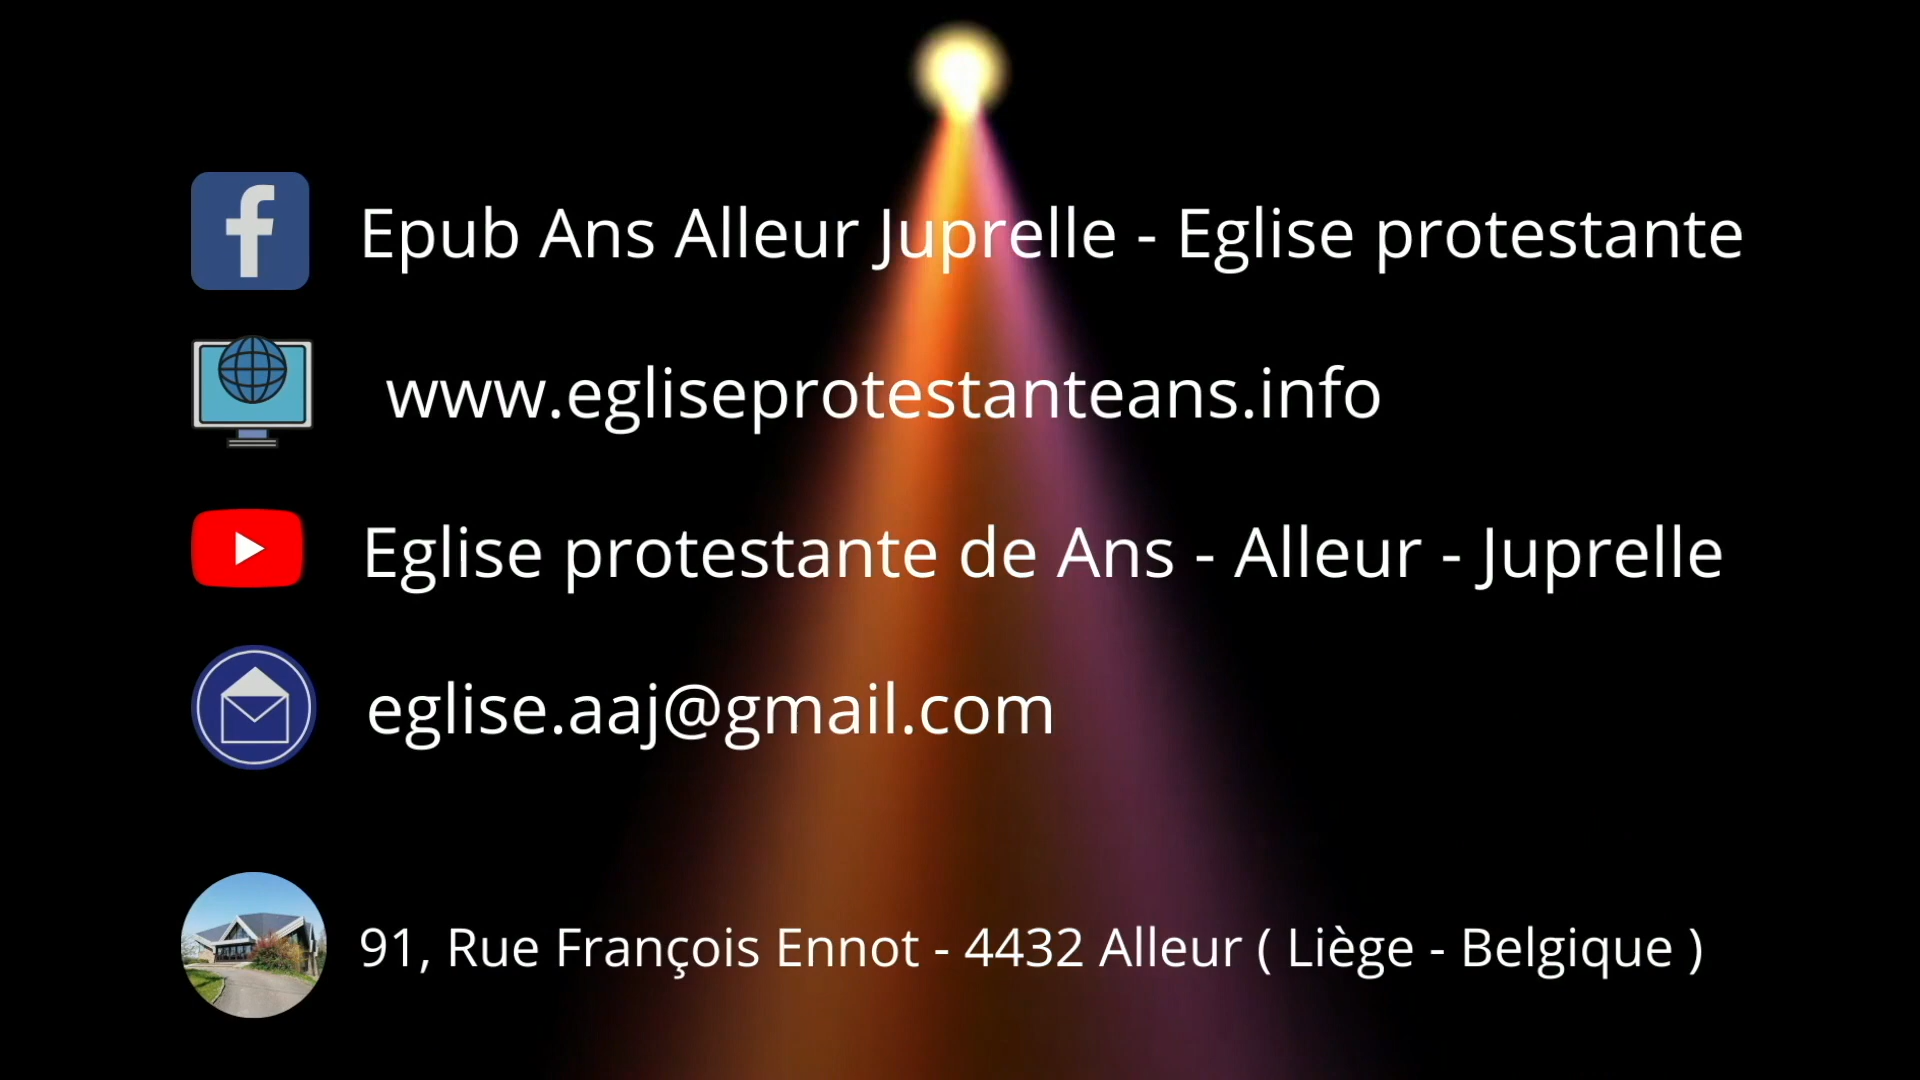 Epub Ans Alleur Juprelle - Eglise protestante
www.egliseprotestanteans.info
Eglise protestante de Ans - Alleur - Juprelle
eglise.aaj@gmail.com
91, Rue François Ennot - 4432 Alleur ( Liège - Belgique )